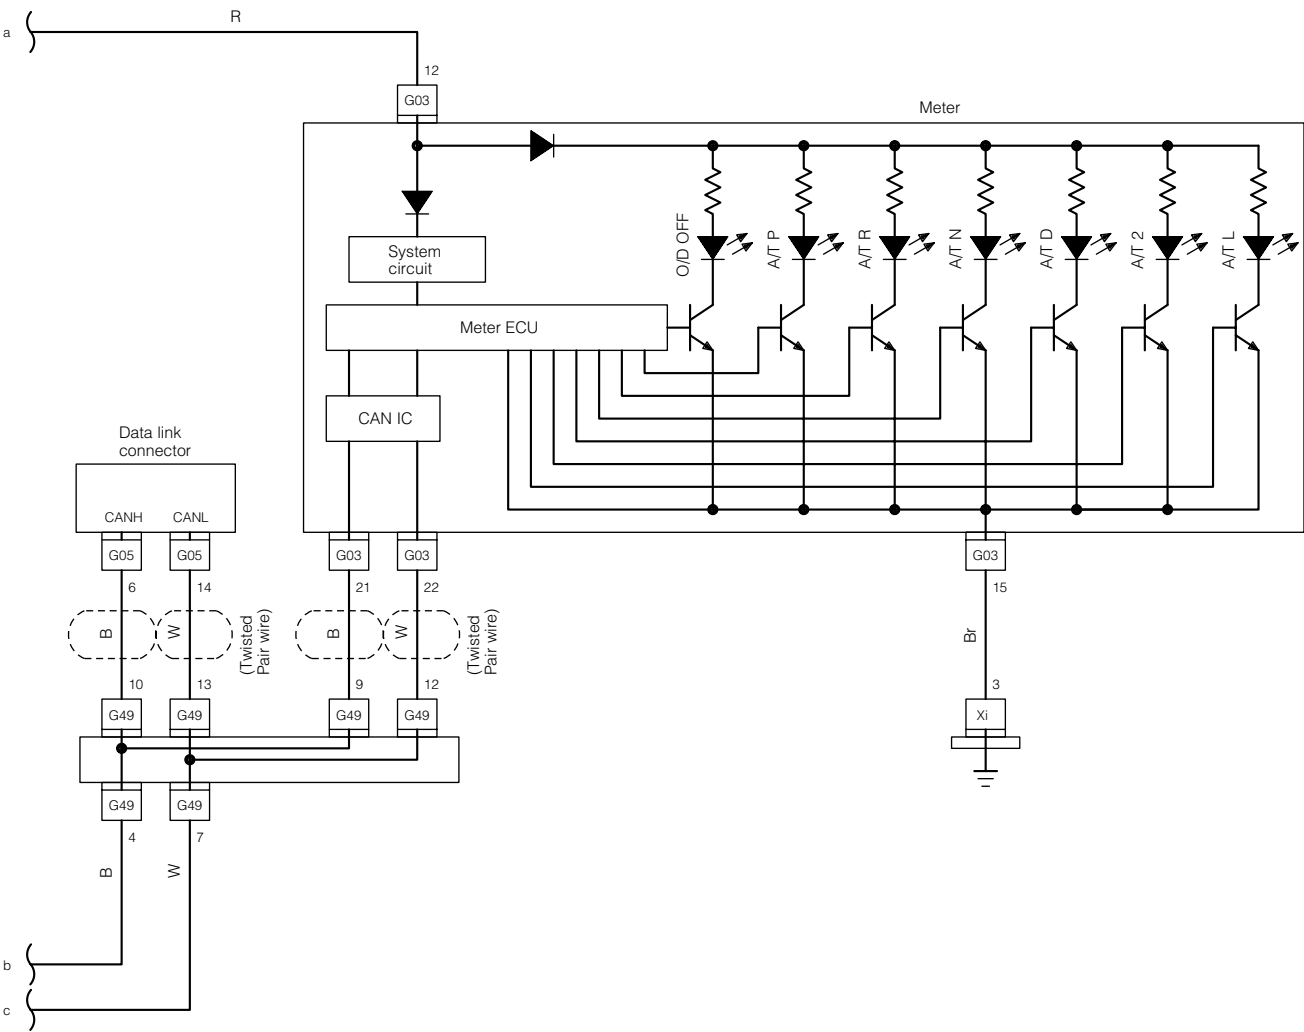 a
R
12
G03
Meter
O/D OFF
A/T P
A/T R
A/T N
A/T D
A/T 2
A/T L
System
circuit
Meter ECU
CAN IC
Data link
connector
CANH CANL
G05 G05 G03 G03 G03
6 14 21 22 15
B
W
(Twisted
Pair wire)
B
W
(Twisted
Pair wire)
Br
10 13 9 12 3
G49 G49 G49 G49 Xi
G49 G49
4 7
B W
b
c